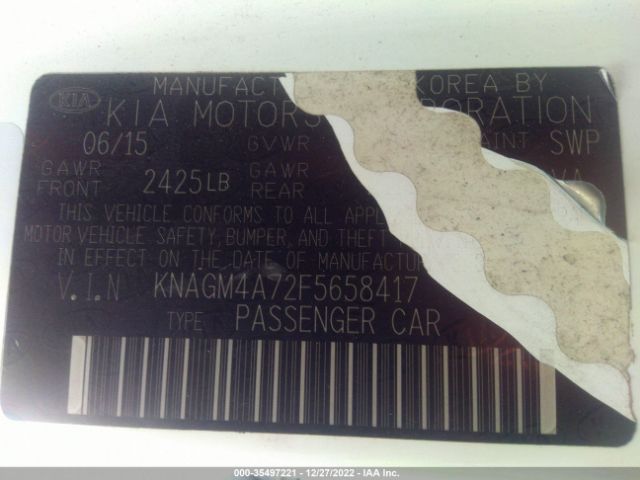 MANUFACT KOREA BY
KIA KIA MOTORS PORATION
06/15 GVWR INT SWP
GAWR FRONT 2425LB GAWR REAR VA
THIS VEHICLE CONFORMS TO ALL APPL
MOTOR VEHICLE SAFETY, BUMPER, AND THEFT
IN EFFECT ON THE DATE OF MANUFACTU
V.I.N KNAGM4A72F5658417
TYPE PASSENGER CAR
000-35497221 - 12/27/2022 - IAA Inc.